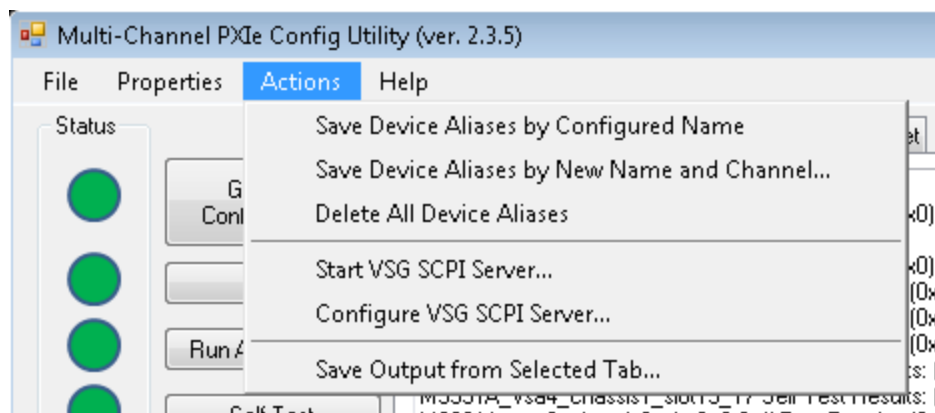 Multi-Channel PXIe Config Utility (ver. 2.3.5)
File Properties Actions Help
Status
Save Device Aliases by Configured Name
Save Device Aliases by New Name and Channel...
Delete All Device Aliases
Start VSG SCPI Server...
Configure VSG SCPI Server...
Run
Save Output from Selected Tab...
Self Test